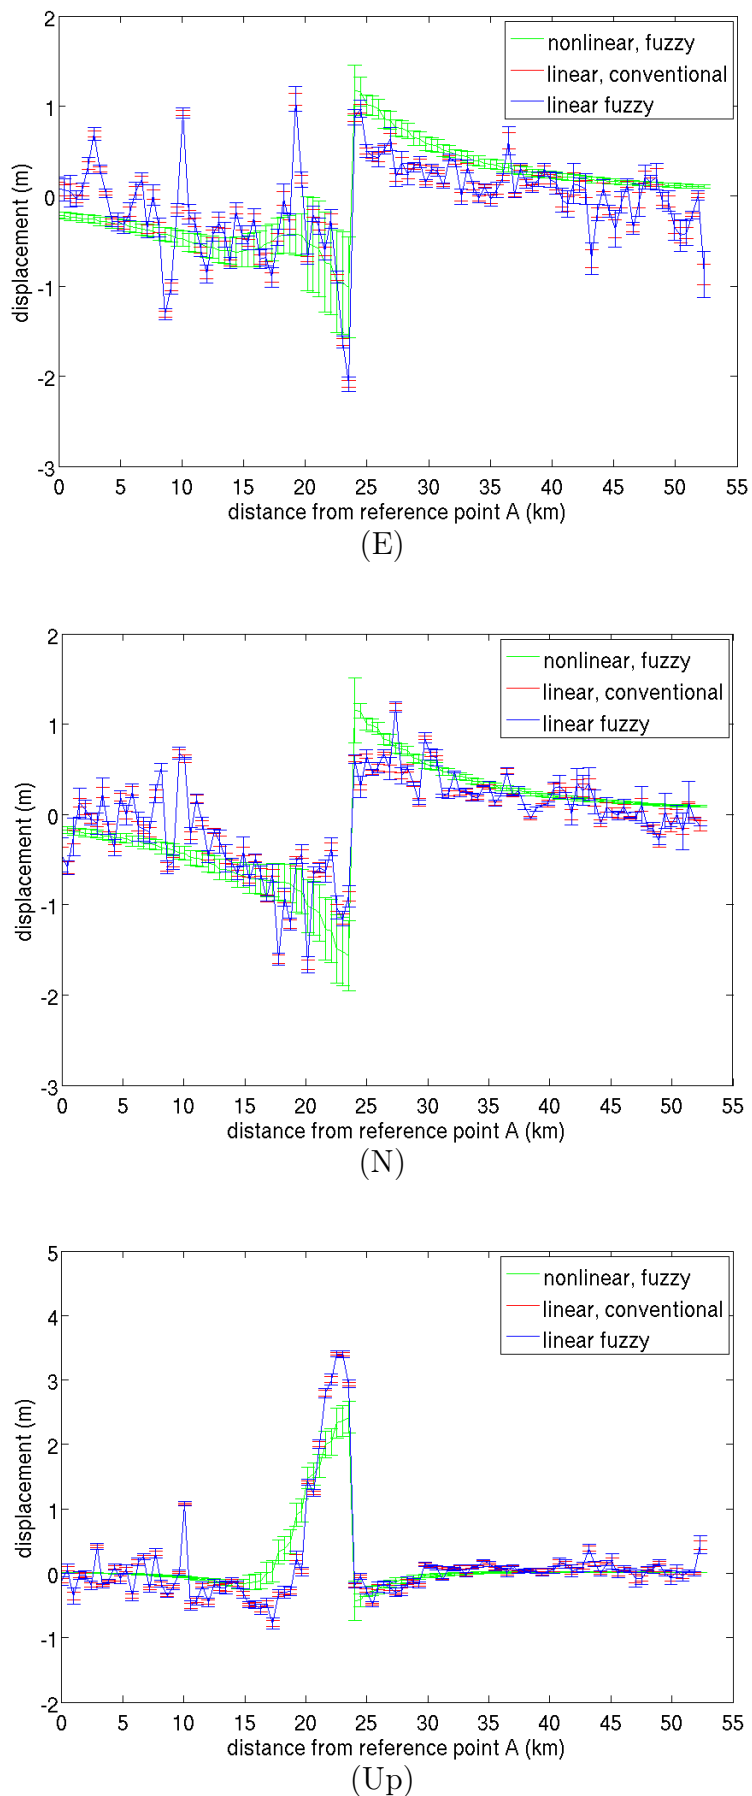 2
1
0
-1
-2
-3
displacement (m)
nonlinear, fuzzy
linear, conventional
linear fuzzy
0 5 10 15 20 25 30 35 40 45 50 55
distance from reference point A (km)
(E)
2
1
0
-1
-2
-3
displacement (m)
nonlinear, fuzzy
linear, conventional
linear fuzzy
0 5 10 15 20 25 30 35 40 45 50 55
distance from reference point A (km)
(N)
5
4
3
2
1
0
-1
-2
displacement (m)
nonlinear, fuzzy
linear, conventional
linear fuzzy
0 5 10 15 20 25 30 35 40 45 50 55
distance from reference point A (km)
(Up)